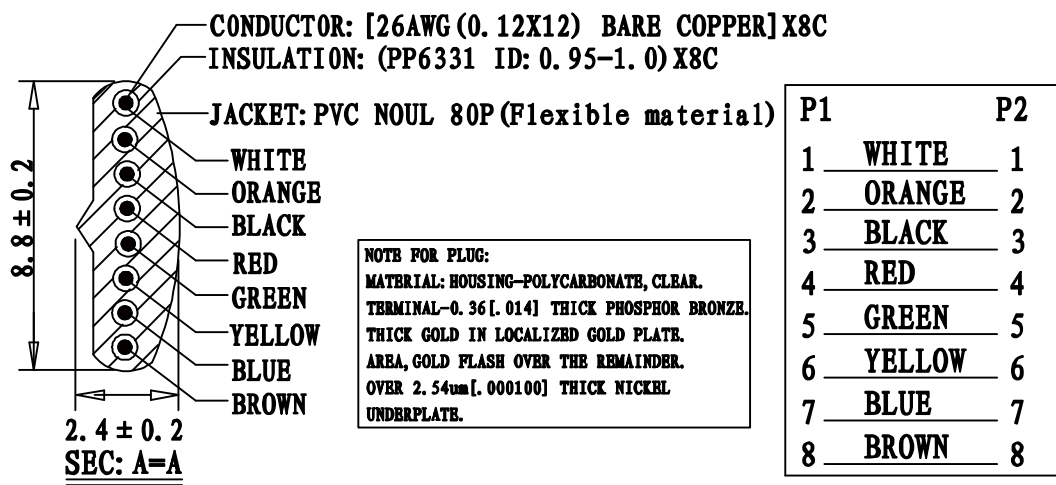 CONDUCTOR: [26AWG(0.12X12) BARE COPPER]X8C
INSULATION: (PP6331 ID:0.95-1.0)X8C
JACKET: PVC NOUL 80P(Flexible material)
WHITE
ORANGE
BLACK
RED
GREEN
YELLOW
BLUE
BROWN
8.8±0.2
2.4±0.2
SEC: A=A
NOTE FOR PLUG:
MATERIAL: HOUSING-POLYCARBONATE, CLEAR.
TERMINAL-0.36[.014] THICK PHOSPHOR BRONZE.
THICK GOLD IN LOCALIZED GOLD PLATE.
AREA, GOLD FLASH OVER THE REMAINDER.
OVER 2.54um[.000100] THICK NICKEL
UNDERPLATE.
P1 P2
1 WHITE 1
2 ORANGE 2
3 BLACK 3
4 RED 4
5 GREEN 5
6 YELLOW 6
7 BLUE 7
8 BROWN 8